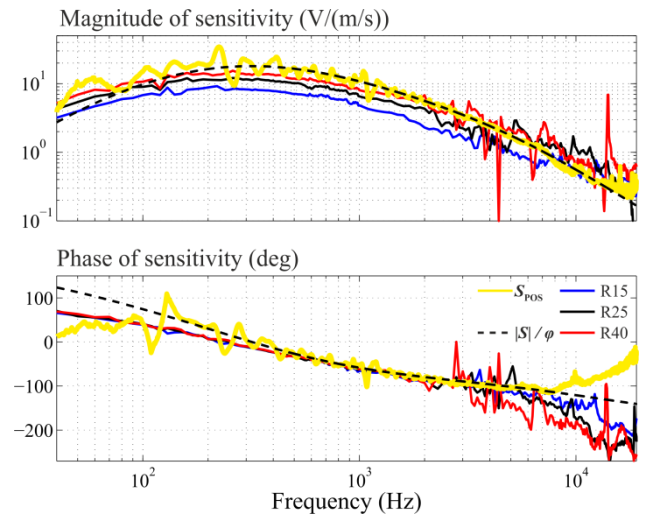 Magnitude of sensitivity (V/(m/s))
10¹
10⁰
10⁻¹
Phase of sensitivity (deg)
100
0
−100
−200
S_POS
|S| / φ
R15
R25
R40
10² 10³ 10⁴
Frequency (Hz)